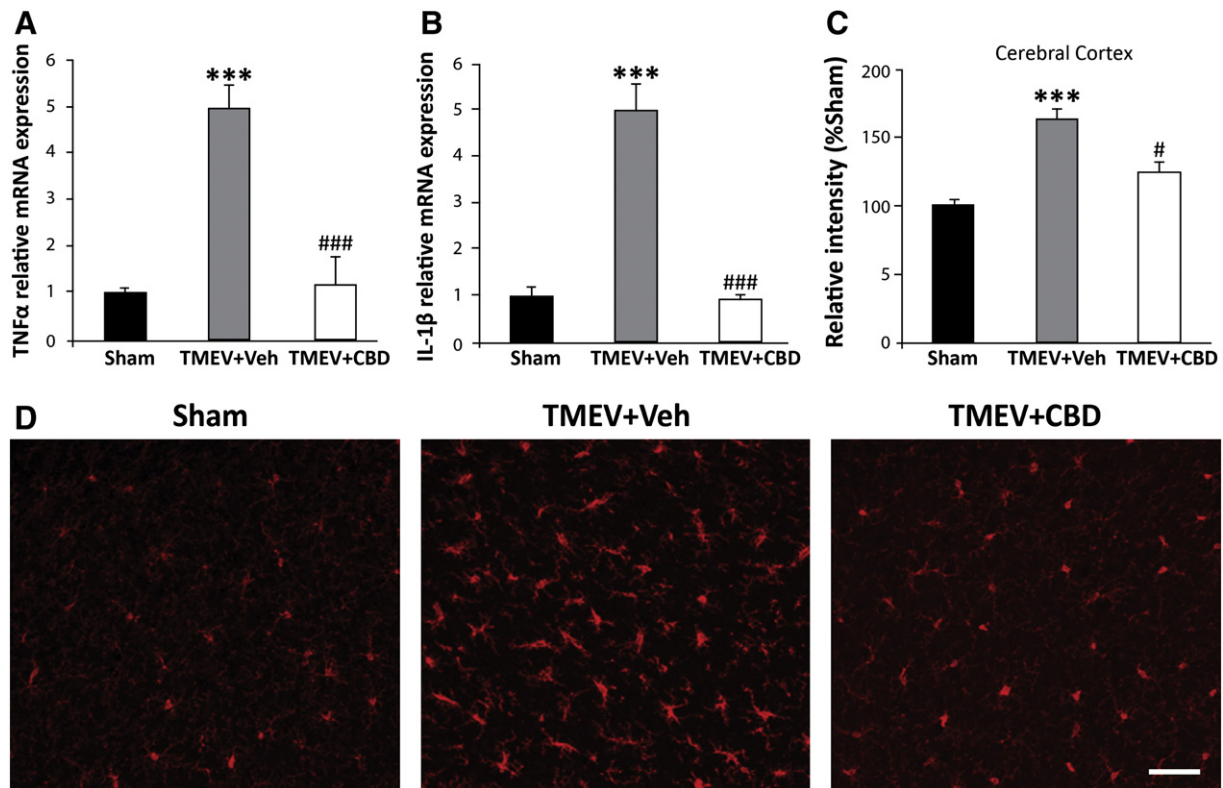 A
TNFα relative mRNA expression
6
5
4
3
2
1
0
***
###
Sham TMEV+Veh TMEV+CBD
B
IL-1β relative mRNA expression
6
5
4
3
2
1
0
***
###
Sham TMEV+Veh TMEV+CBD
C
Cerebral Cortex
Relative intensity (%Sham)
200
150
100
5
0
***
#
Sham TMEV+Veh TMEV+CBD
D
Sham TMEV+Veh TMEV+CBD